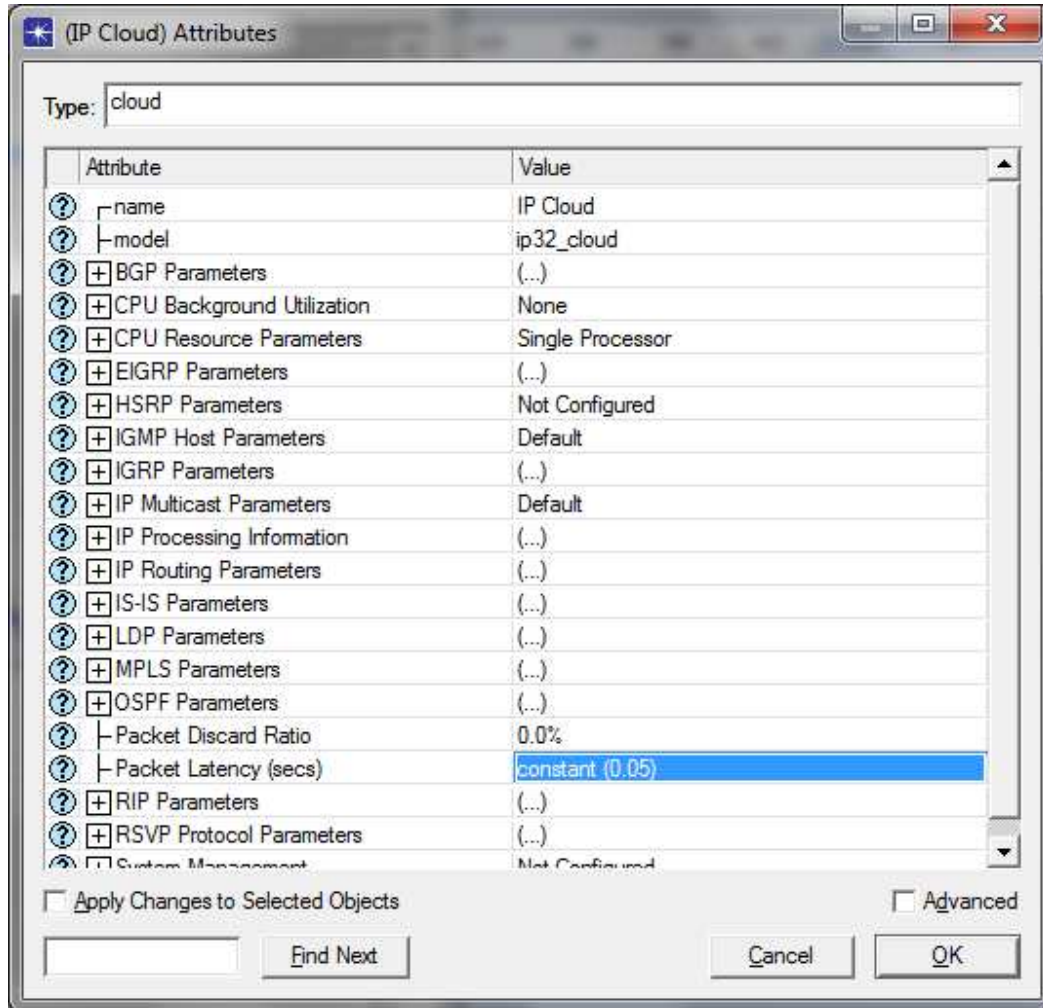 (IP Cloud) Attributes
Type: cloud
Attribute Value
name IP Cloud
model ip32_cloud
BGP Parameters (...)
CPU Background Utilization None
CPU Resource Parameters Single Processor
EIGRP Parameters (...)
HSRP Parameters Not Configured
IGMP Host Parameters Default
IGRP Parameters (...)
IP Multicast Parameters Default
IP Processing Information (...)
IP Routing Parameters (...)
IS-IS Parameters (...)
LDP Parameters (...)
MPLS Parameters (...)
OSPF Parameters (...)
Packet Discard Ratio 0.0%
Packet Latency (secs) constant (0.05)
RIP Parameters (...)
RSVP Protocol Parameters (...)
System Management Not Configured
Apply Changes to Selected Objects Advanced
Find Next Cancel OK